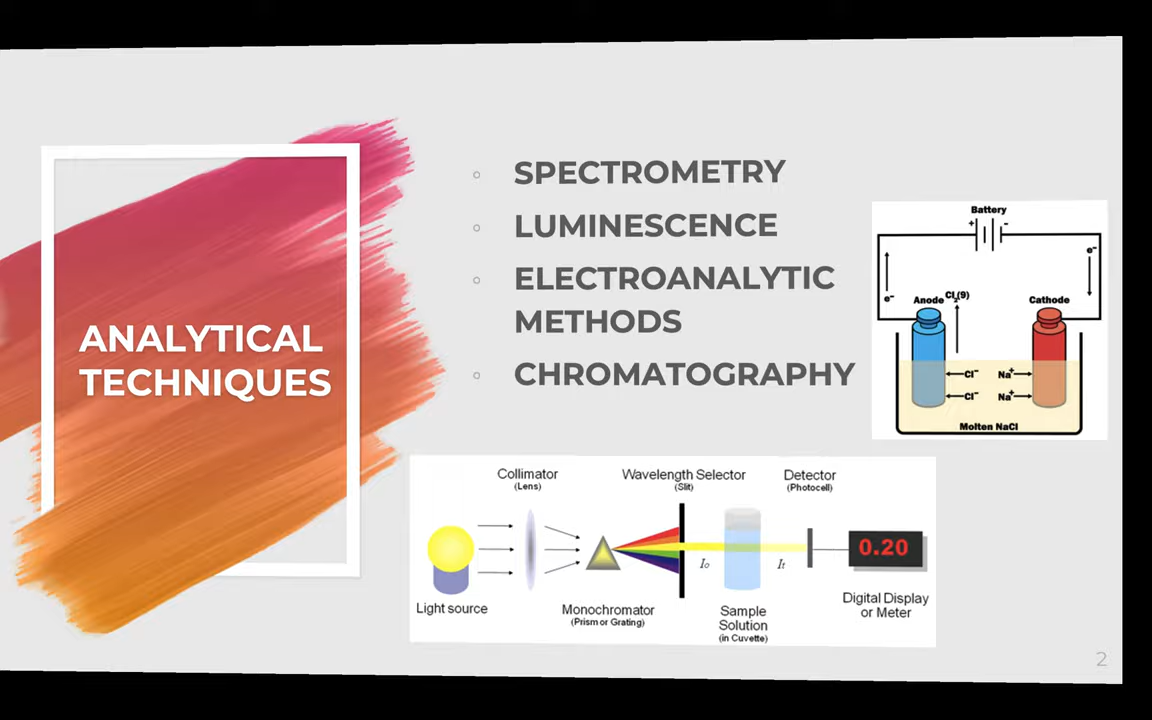 ANALYTICAL
TECHNIQUES
SPECTROMETRY
LUMINESCENCE
ELECTROANALYTIC
METHODS
CHROMATOGRAPHY
Battery
+ -
e⁻ e⁻
Anode Cl₂(9) Cathode
Cl⁻ Na⁺
Cl⁻ Na⁺
Molten NaCl
Collimator
(Lens)
Wavelength Selector
(Slit)
Detector
(Photocell)
0.20
Io It
Light source
Monochromator
(Prism or Grating)
Sample
Solution
(in Cuvette)
Digital Display
or Meter
2